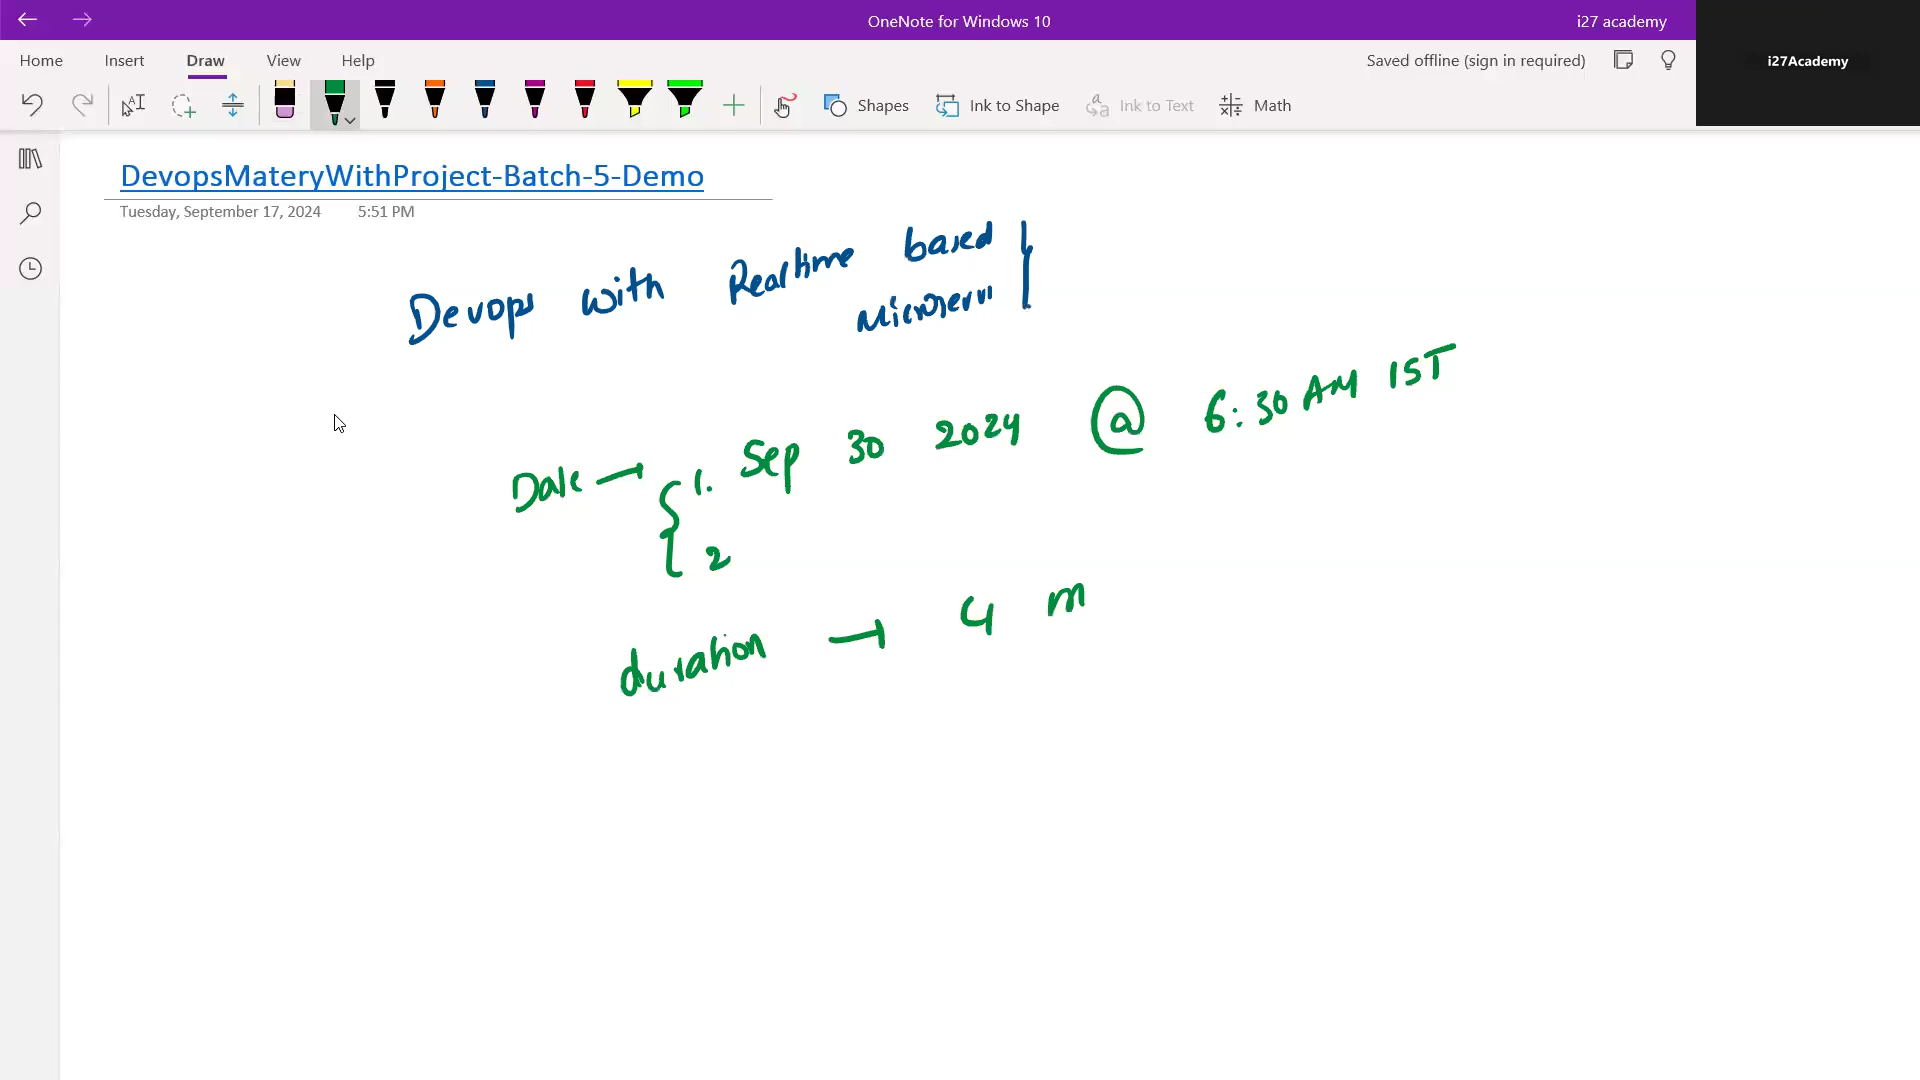 OneNote for Windows 10
i27 academy
Home Insert Draw View Help
Saved offline (sign in required)
i27Academy
Shapes Ink to Shape Ink to Text Math
DevopsMateryWithProject-Batch-5-Demo
Tuesday, September 17, 2024 5:51 PM
Devops with Realtime based
Microservi
Date → 1. Sep 30 2024 @ 6:30 AM IST
2
duration → 4 m